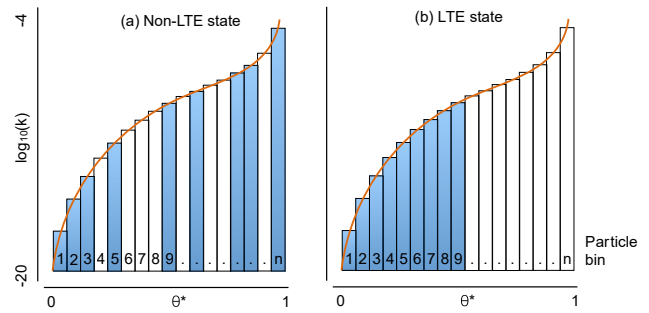 -4
(a) Non-LTE state
(b) LTE state
log₁₀(k)
1 2 3 4 5 6 7 8 9 . . . . . . . n
1 2 3 4 5 6 7 8 9 . . . . . . . n
Particle
bin
-20
0 θ* 1
0 θ* 1